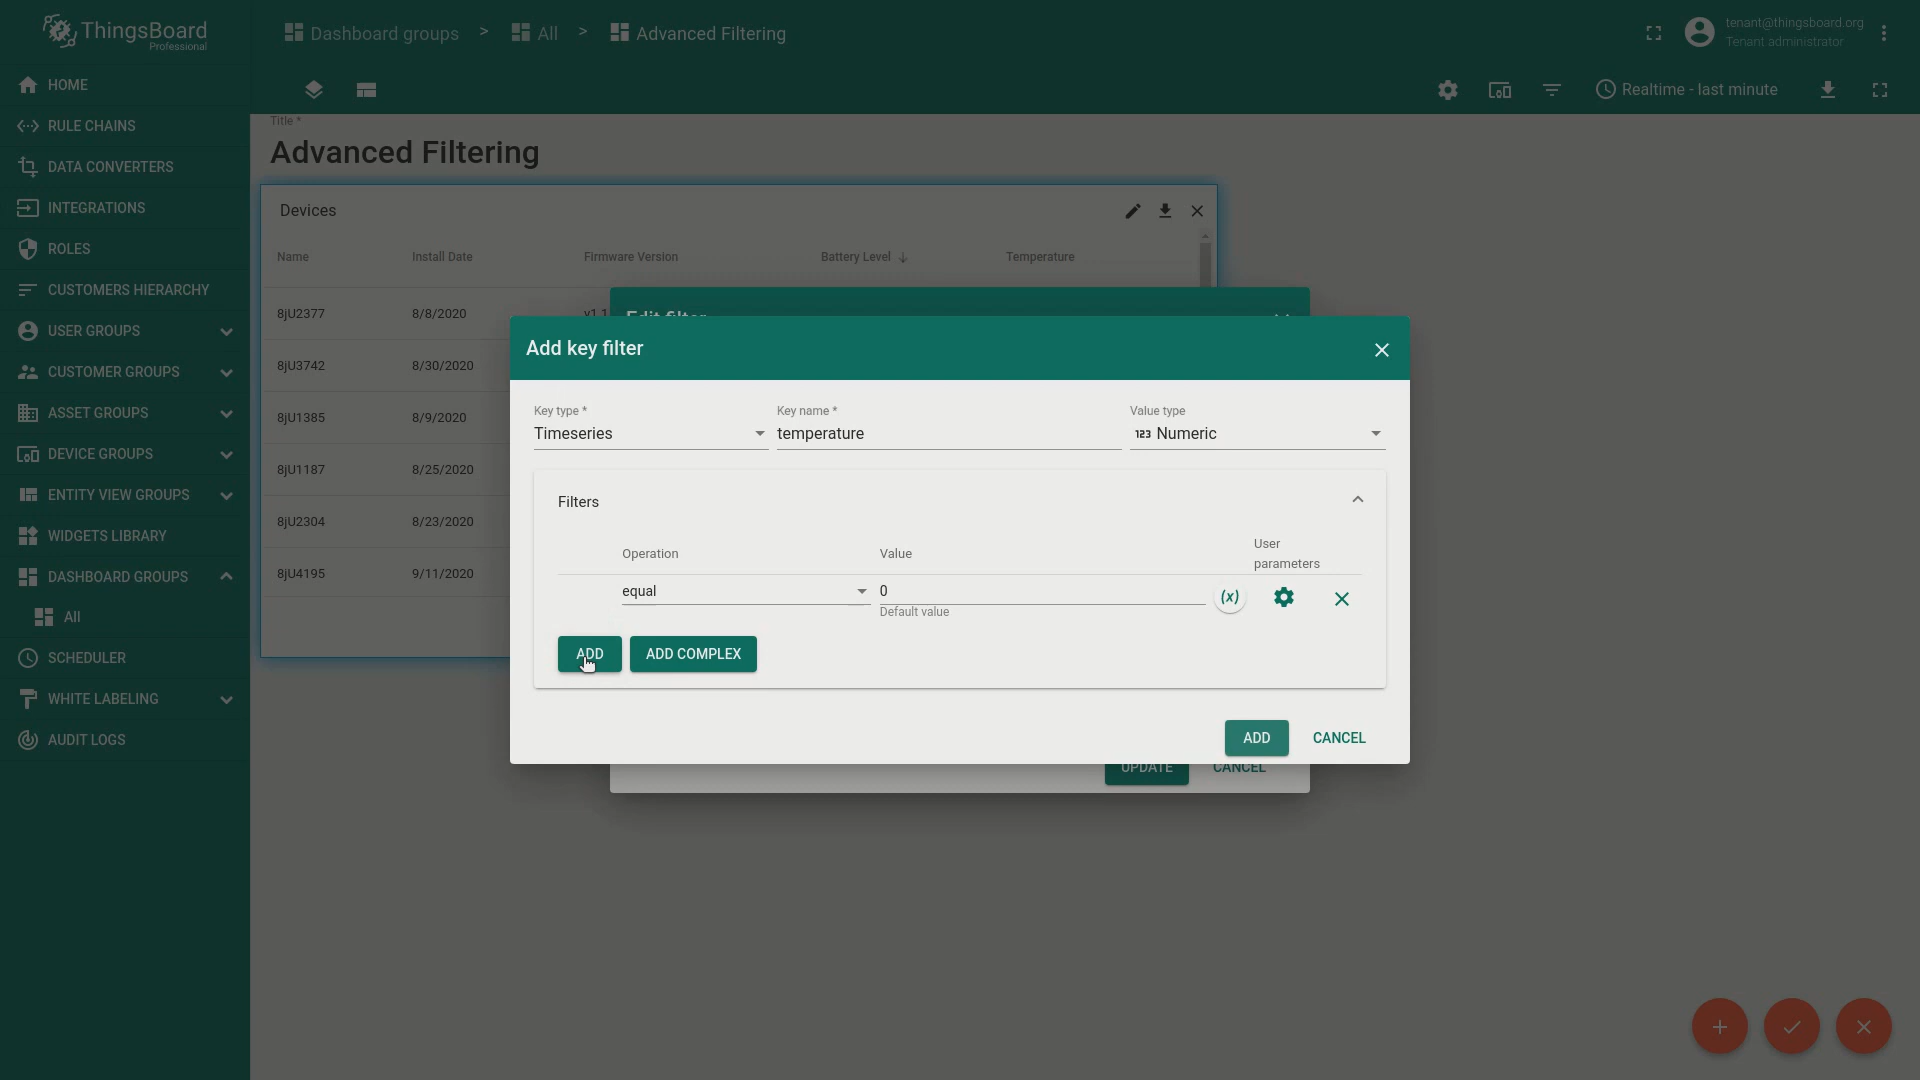 ThingsBoard
Professional
Dashboard groups > All > Advanced Filtering
tenant@thingsboard.org
Tenant administrator
HOME
RULE CHAINS
DATA CONVERTERS
INTEGRATIONS
ROLES
CUSTOMERS HIERARCHY
USER GROUPS
CUSTOMER GROUPS
ASSET GROUPS
DEVICE GROUPS
ENTITY VIEW GROUPS
WIDGETS LIBRARY
DASHBOARD GROUPS
All
SCHEDULER
WHITE LABELING
AUDIT LOGS
Realtime - last minute
Title *
Advanced Filtering
Devices
Name Install Date Firmware Version Battery Level Temperature
8jU2377 8/8/2020 v1.1
8jU3742 8/30/2020
8jU1385 8/9/2020
8jU1187 8/25/2020
8jU2304 8/23/2020
8jU4195 9/11/2020
Edit filter
Add key filter
Key type * Key name * Value type
Timeseries temperature 123 Numeric
Filters
Operation Value User
parameters
equal 0 (x)
Default value
ADD ADD COMPLEX
ADD CANCEL
UPDATE CANCEL